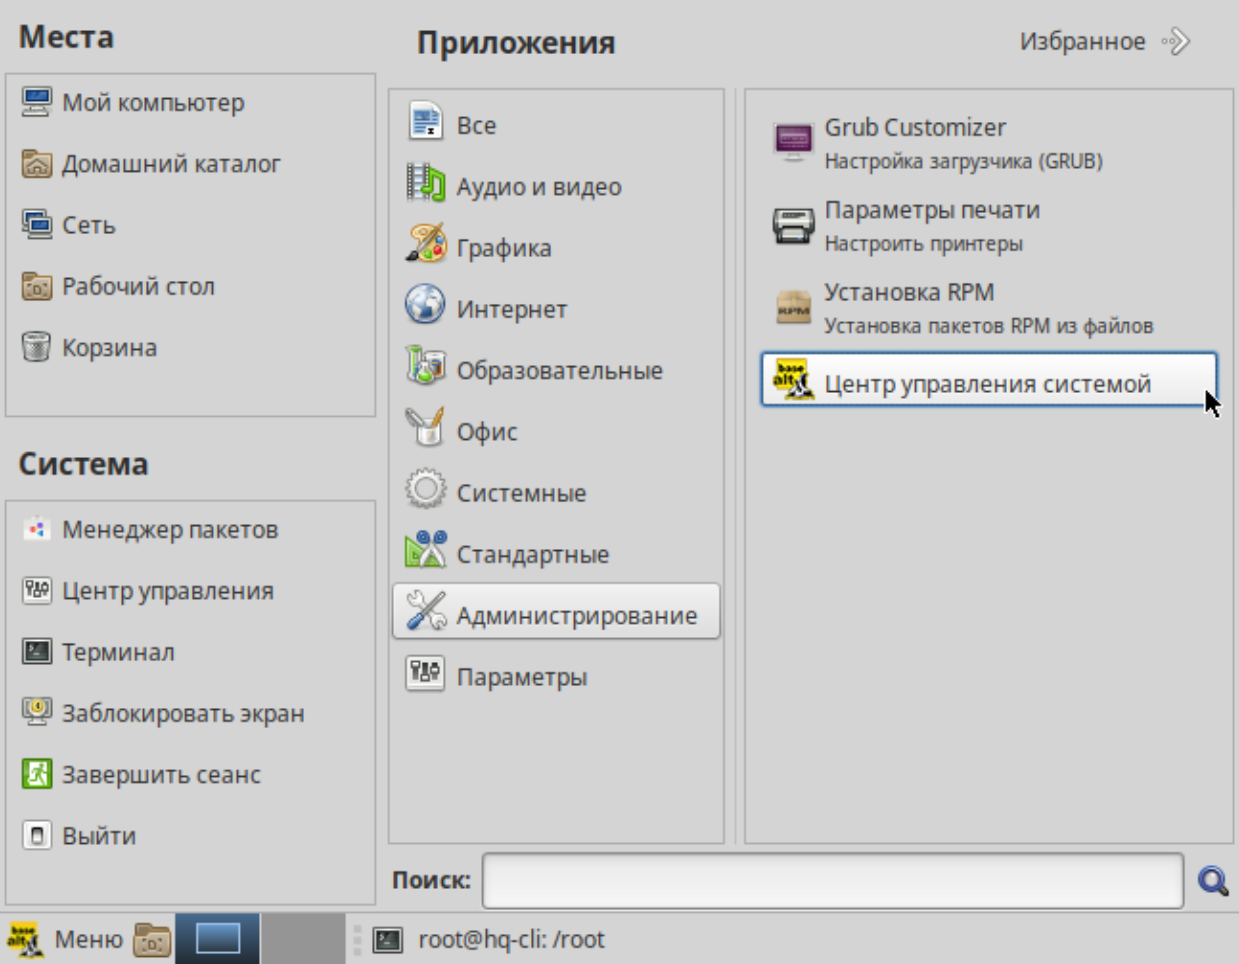 Места
Мой компьютер
Домашний каталог
Сеть
Рабочий стол
Корзина
Система
Менеджер пакетов
Центр управления
Терминал
Заблокировать экран
Завершить сеанс
Выйти
Приложения
Избранное
Все
Аудио и видео
Графика
Интернет
Образовательные
Офис
Системные
Стандартные
Администрирование
Параметры
Grub Customizer
Настройка загрузчика (GRUB)
Параметры печати
Настроить принтеры
RPM
Установка RPM
Установка пакетов RPM из файлов
base
alt
Центр управления системой
Поиск:
base
alt
Меню
root@hq-cli: /root